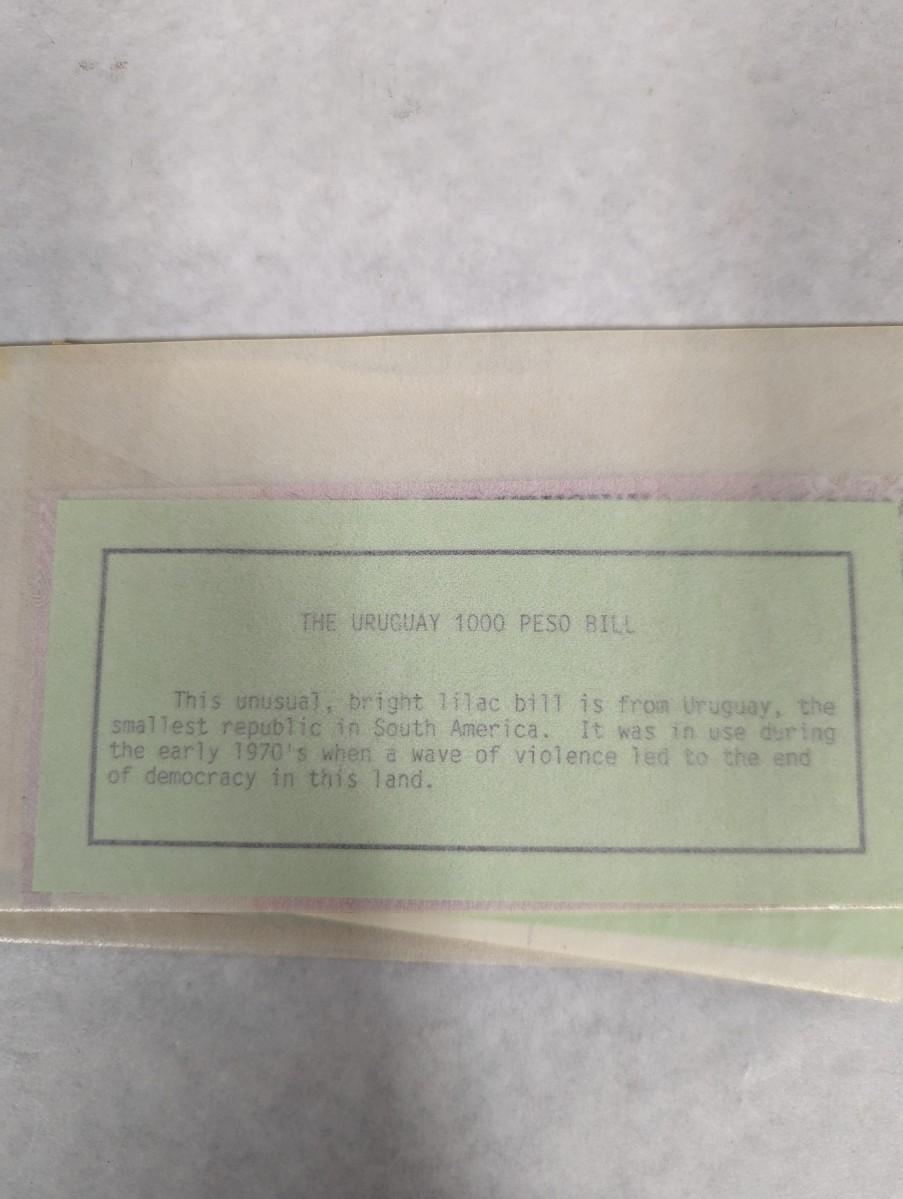 THE URUGUAY 1000 PESO BILL
This unusual, bright lilac bill is from Uruguay, the
smallest republic in South America. It was in use during
the early 1970's when a wave of violence led to the end
of democracy in this land.